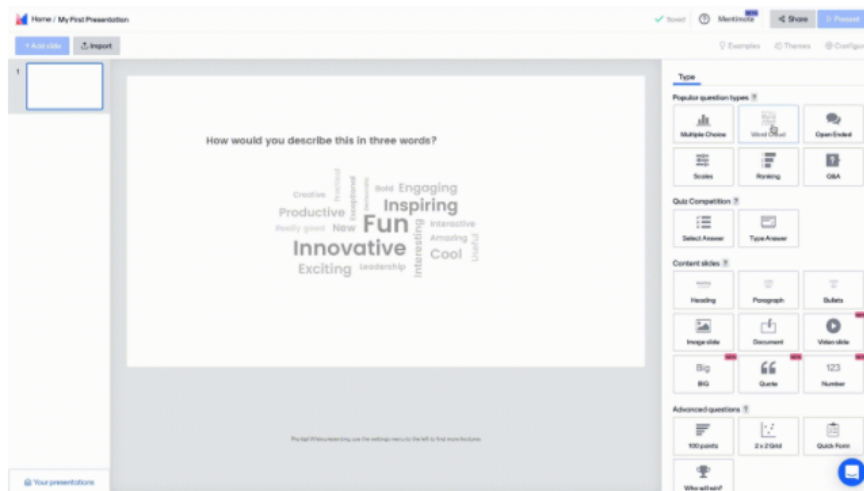 Home / My First Presentation
Saved
Mentimote
BETA
Share
Present
+ Add slide
Import
Examples
Themes
Configure
1
How would you describe this in three words?
Creative
Practical
Exceptional
Bold
Engaging
Productive
Inspiring
Really good
New
Fun
Interesting
Interactive
Innovative
Amazing
Useful
Exciting
Leadership
Cool
Your presentations
Type
Popular question types ?
Multiple Choice
Word Cloud
Open Ended
Scales
Ranking
Q&A
Quiz Competition ?
Select Answer
Type Answer
Content slides ?
Heading
Paragraph
Bullets
Image slide
Document
Video slide
Big
BIG
Quote
123
Number
Advanced questions ?
100 points
2 x 2 Grid
Quick Form
Who will win?